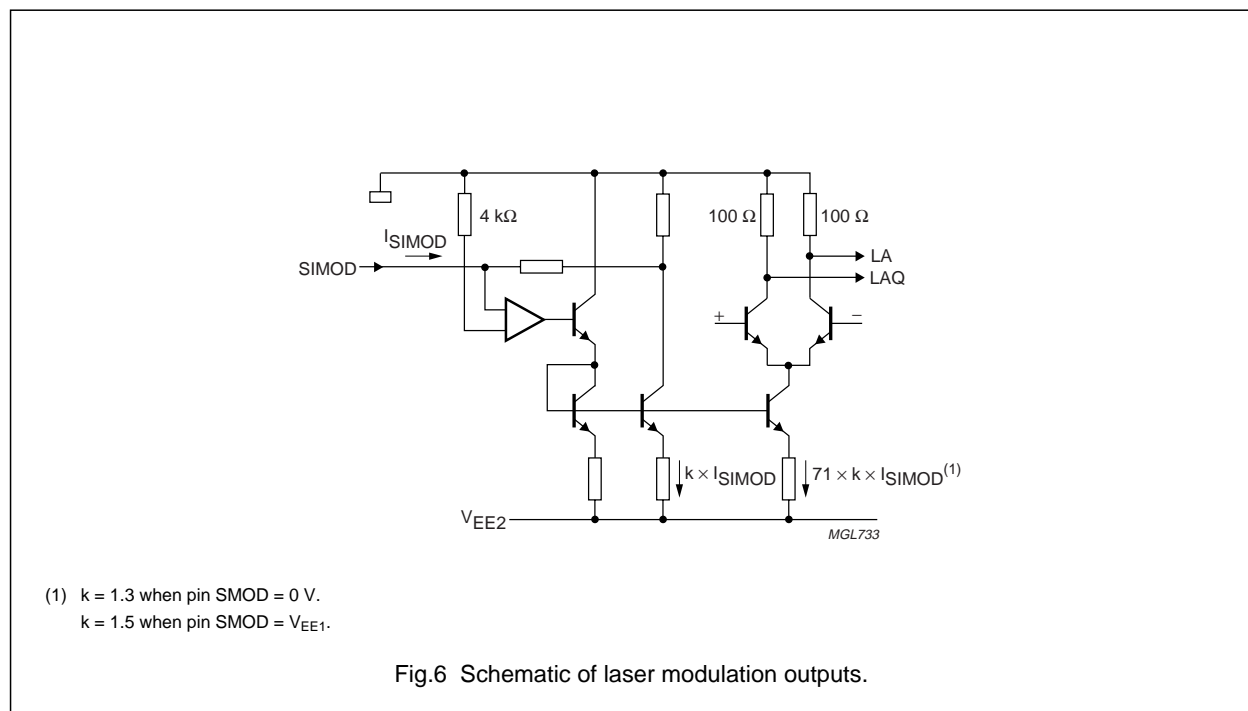 4 kΩ
100 Ω
100 Ω
I_SIMOD
SIMOD
LA
LAQ
+
−
k × I_SIMOD
71 × k × I_SIMOD(1)
V_EE2
MGL733
(1) k = 1.3 when pin SMOD = 0 V.
k = 1.5 when pin SMOD = V_EE1.
Fig.6 Schematic of laser modulation outputs.